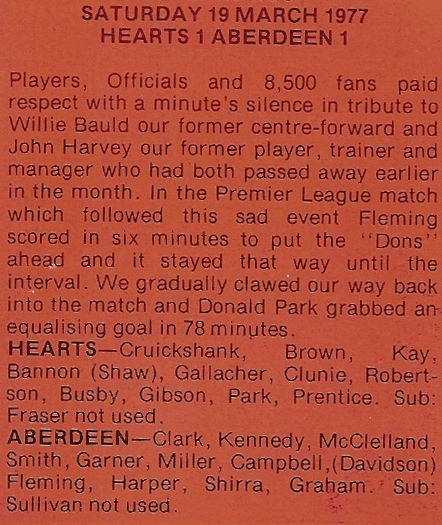 SATURDAY 19 MARCH 1977
HEARTS 1 ABERDEEN 1
Players, Officials and 8,500 fans paid
respect with a minute's silence in tribute to
Willie Bauld our former centre-forward and
John Harvey our former player, trainer and
manager who had both passed away earlier
in the month. In the Premier League match
which followed this sad event Fleming
scored in six minutes to put the "Dons"
ahead and it stayed that way until the
interval. We gradually clawed our way back
into the match and Donald Park grabbed an
equalising goal in 78 minutes.
HEARTS—Cruickshank, Brown, Kay,
Bannon (Shaw), Gallacher, Clunie, Robert-
son, Busby, Gibson, Park, Prentice. Sub:
Fraser not used.
ABERDEEN—Clark, Kennedy, McClelland,
Smith, Garner, Miller, Campbell,(Davidson)
Fleming, Harper, Shirra, Graham. Sub:
Sullivan not used.